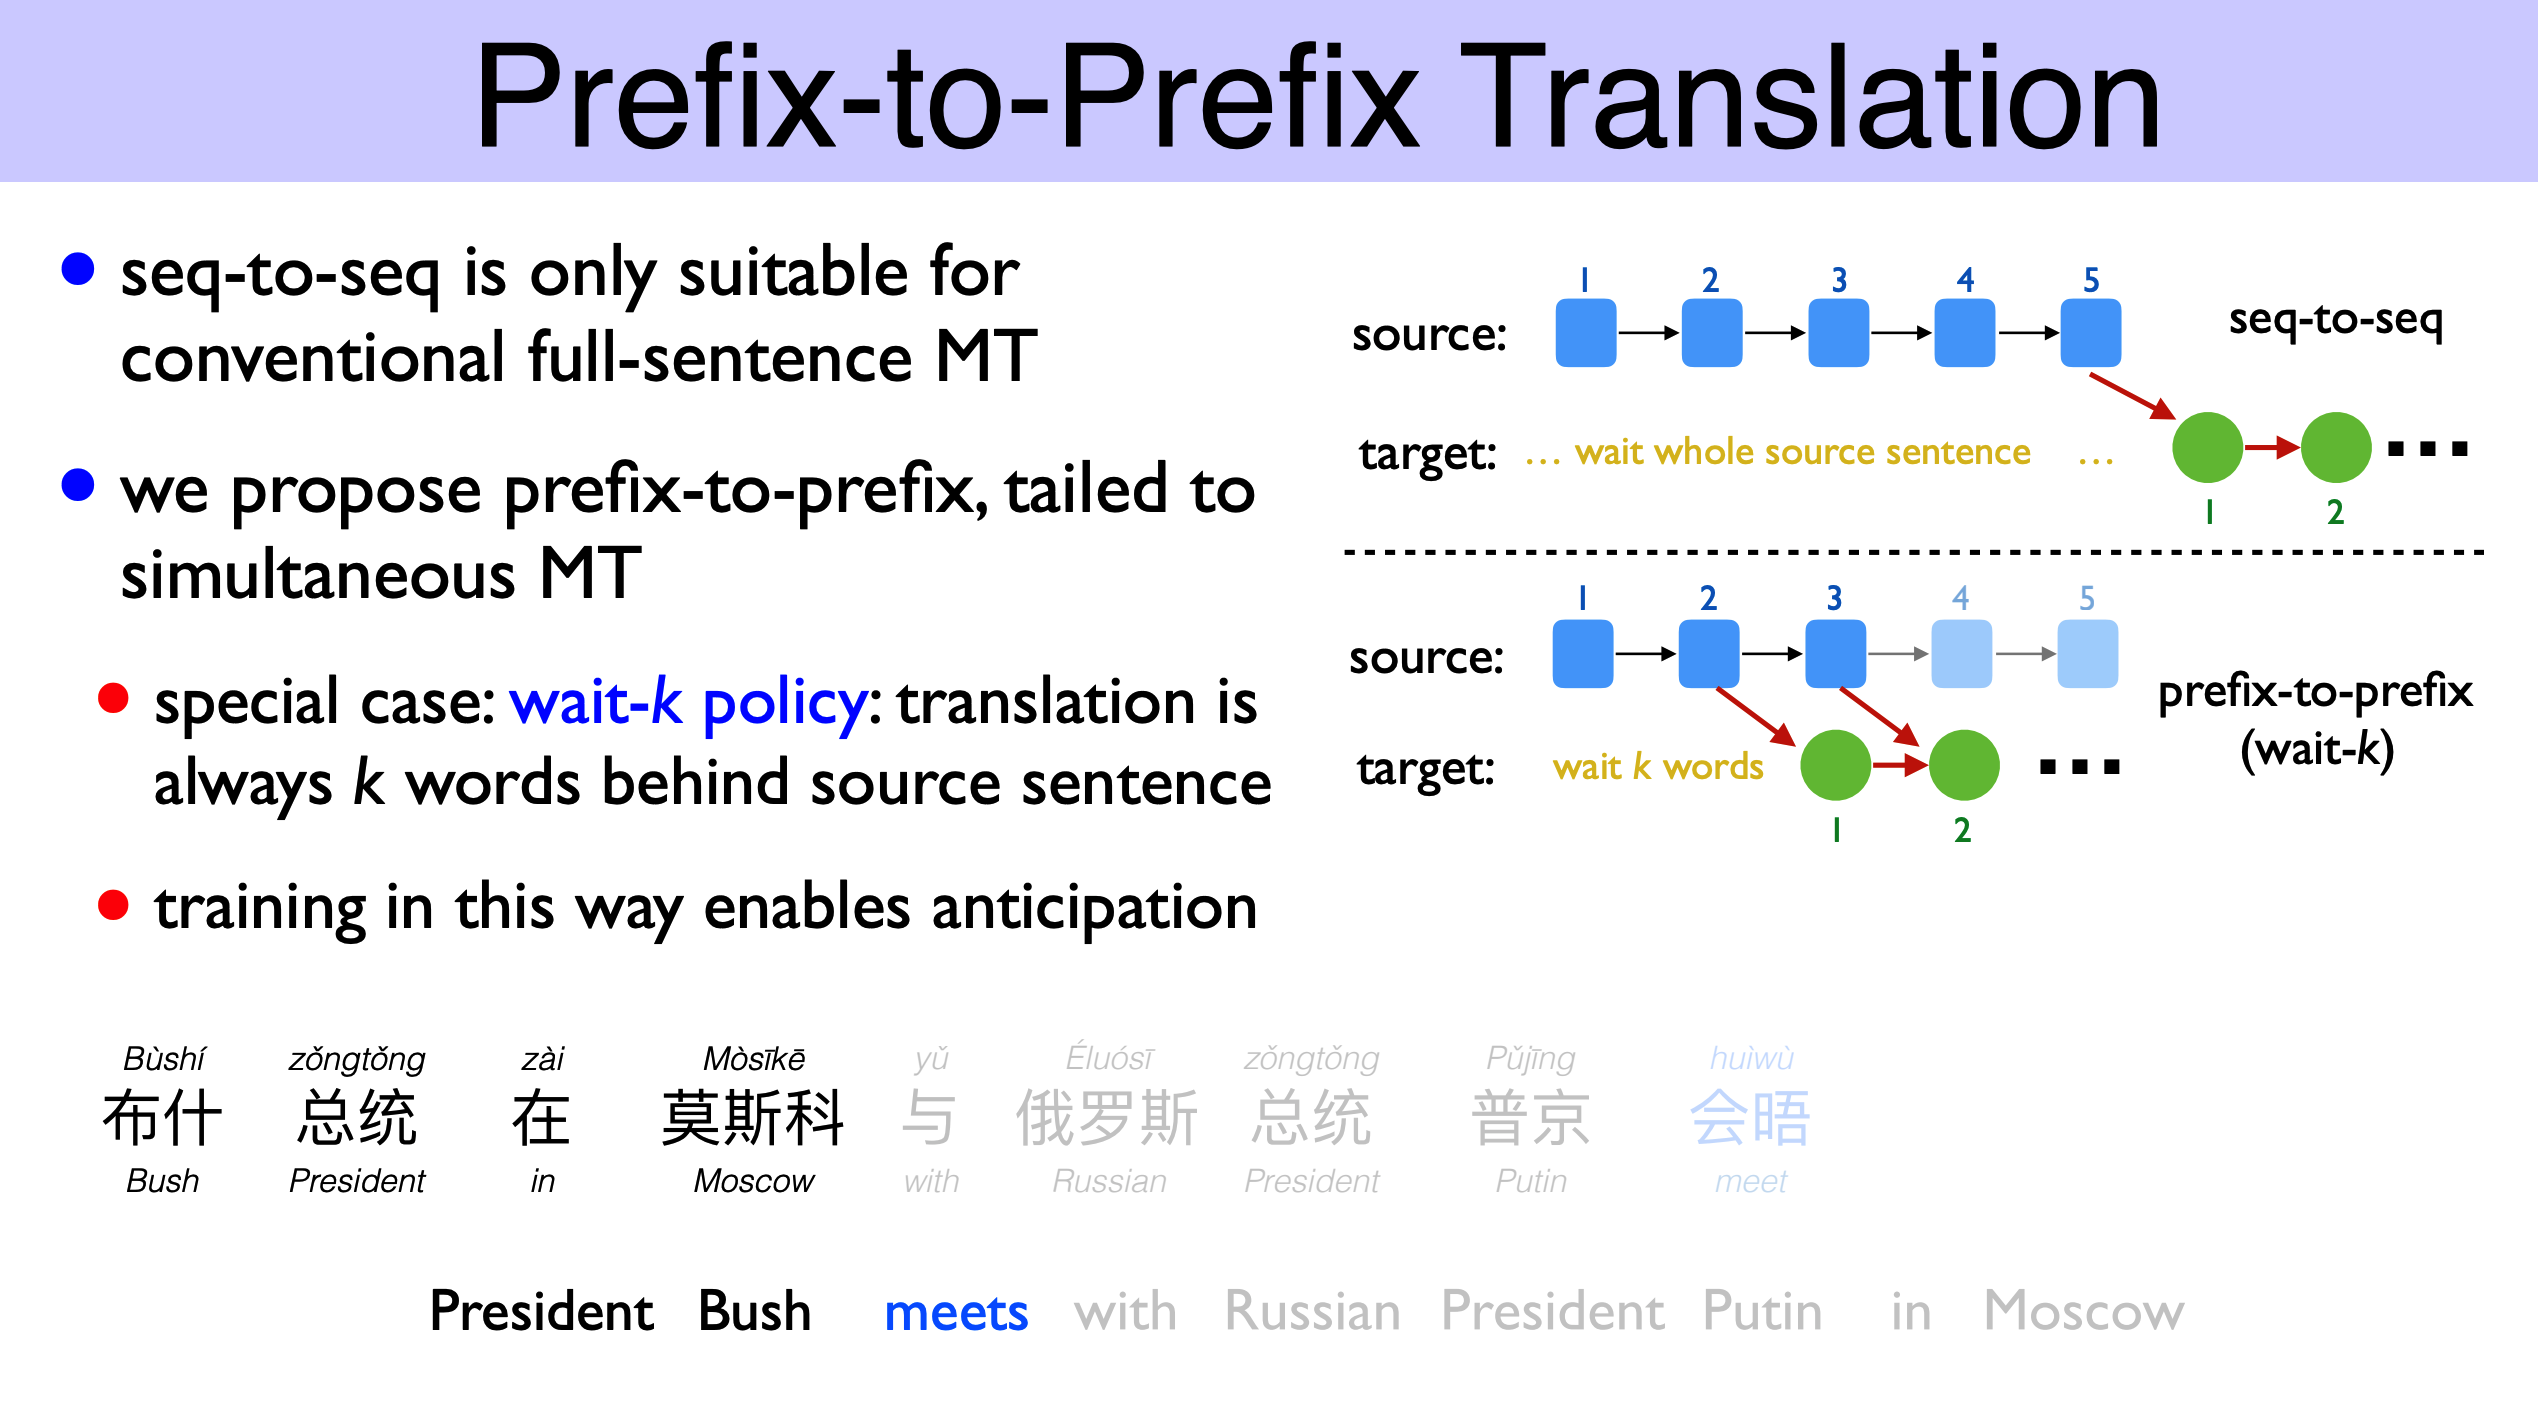 Prefix-to-Prefix Translation
• seq-to-seq is only suitable for
conventional full-sentence MT
• we propose prefix-to-prefix, tailed to
simultaneous MT
• special case: wait-k policy: translation is
always k words behind source sentence
• training in this way enables anticipation
1 2 3 4 5
source:
seq-to-seq
target: … wait whole source sentence …
1 2
1 2 3 4 5
source:
prefix-to-prefix
(wait-k)
target: wait k words
1 2
Bùshí zǒngtǒng zài Mòsīkē yǔ Éluósī zǒngtǒng Pǔjīng huìwù
布什 总统 在 莫斯科 与 俄罗斯 总统 普京 会晤
Bush President in Moscow with Russian President Putin meet
President Bush meets with Russian President Putin in Moscow